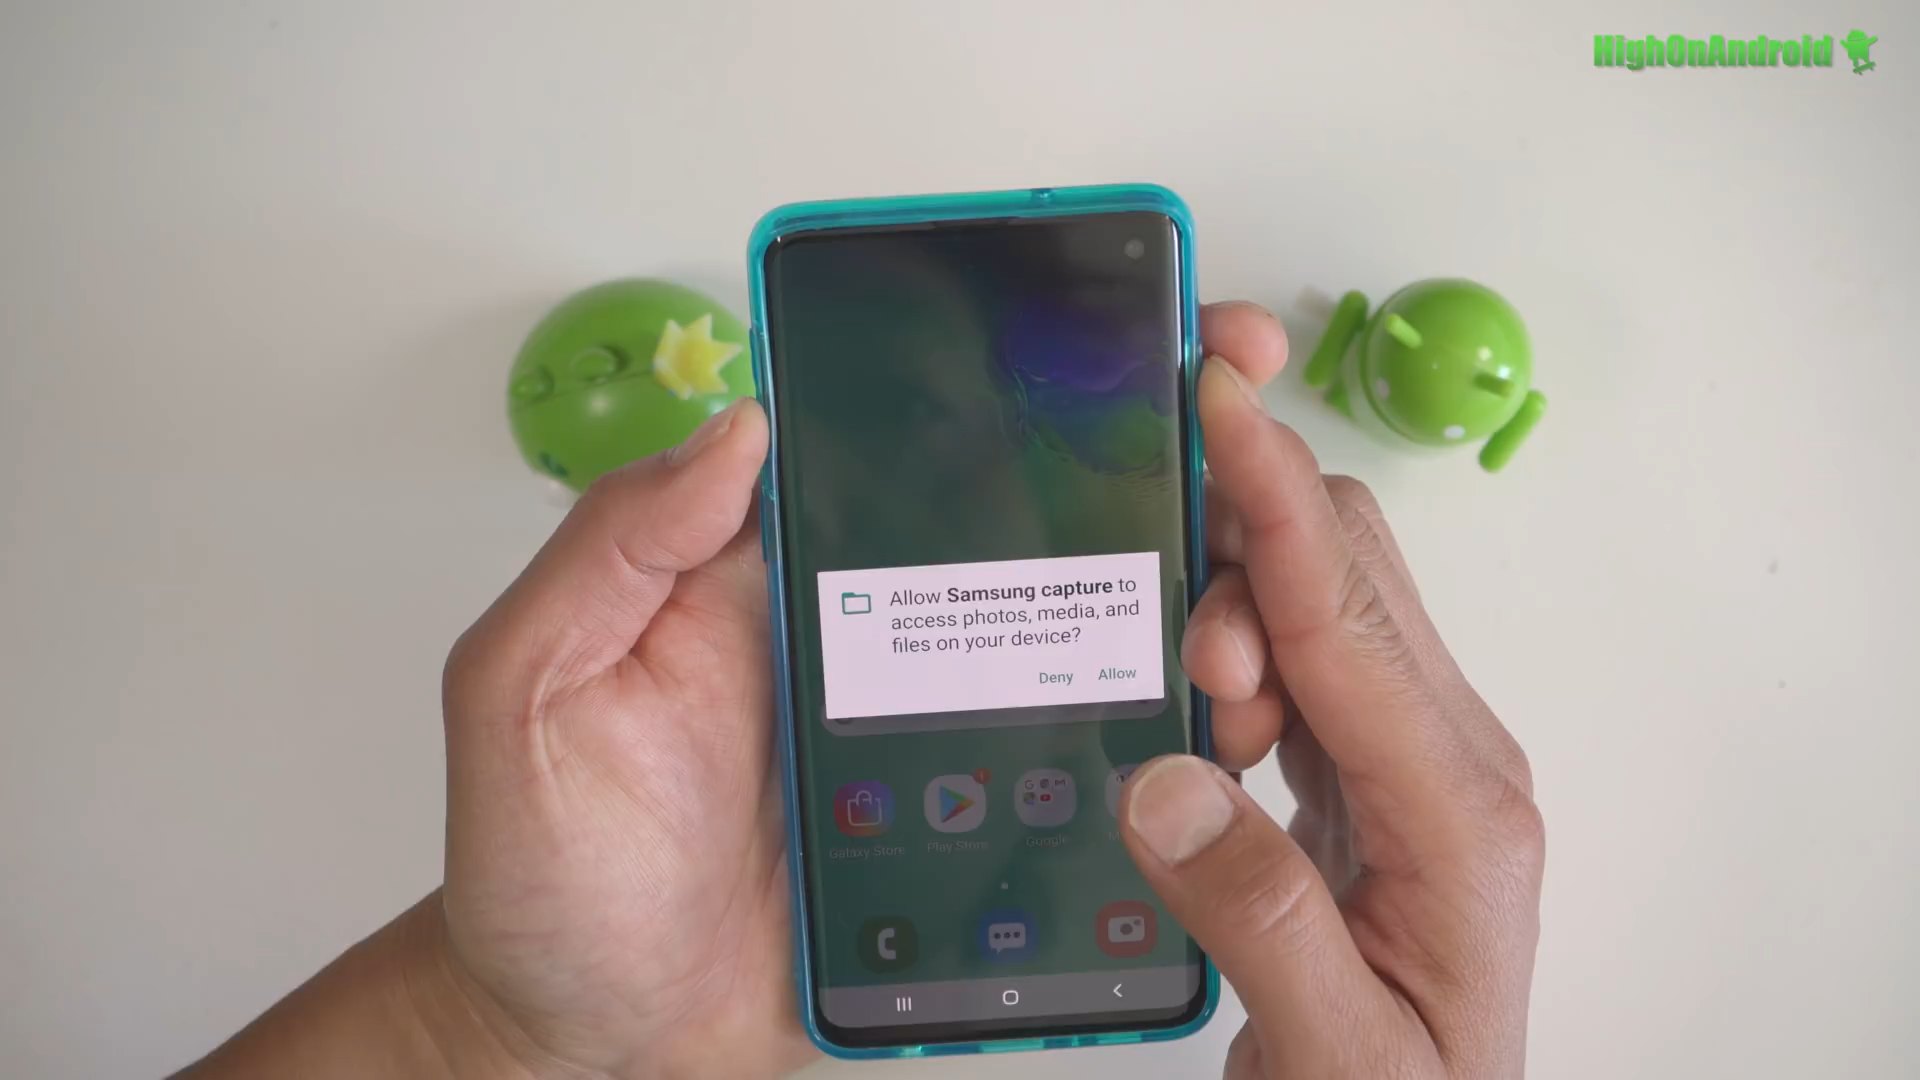 HighOnAndroid
Allow Samsung capture to
access photos, media, and
files on your device?
Deny Allow
Galaxy Store Play Store Google